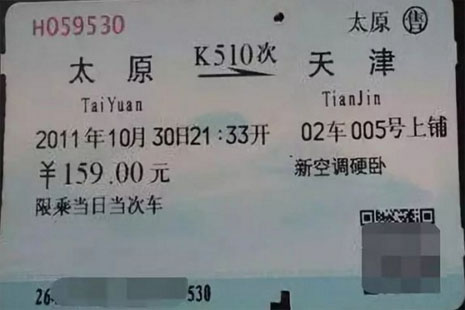 H059530 太原 售
太原 K510次 天津
TaiYuan TianJin
2011年10月30日21:33开 02车005号上铺
￥159.00元 新空调硬卧
限乘当日当次车
26 530